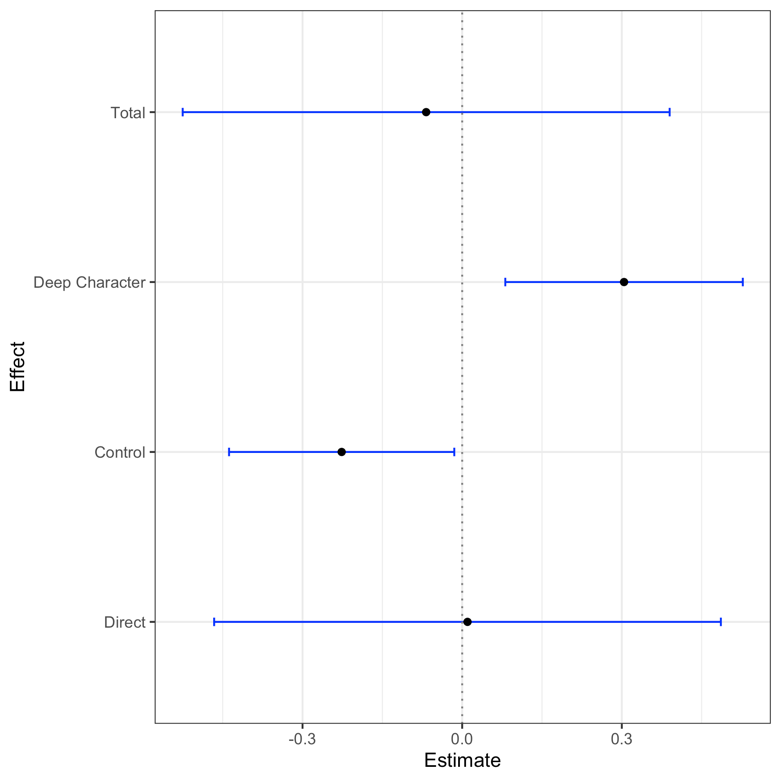 Total
Deep Character
Control
Direct
Effect
-0.3
0.0
0.3
Estimate